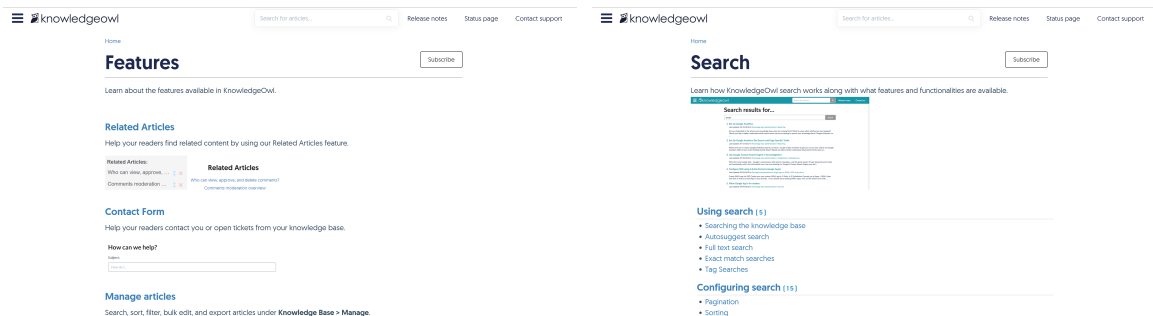 knowledgeowl
Search for articles...
Release notes
Status page
Contact support
Home
Features
Subscribe
Learn about the features available in KnowledgeOwl.
Related Articles
Help your readers find related content by using our Related Articles feature.
Related Articles:
Who can view, approve, ...
Comments moderation ...
Related Articles
Who can view, approve, and delete comments?
Comments moderation overview
Contact Form
Help your readers contact you or open tickets from your knowledge base.
How can we help?
Subject
Manage articles
Search, sort, filter, bulk edit, and export articles under Knowledge Base > Manage.
knowledgeowl
Search for articles...
Release notes
Status page
Contact support
Home
Search
Subscribe
Learn how KnowledgeOwl search works along with what features and functionalities are available.
Search results for...
Using search (5)
• Searching the knowledge base
• Autosuggest search
• Full text search
• Exact match searches
• Tag Searches
Configuring search (15)
• Pagination
• Sorting